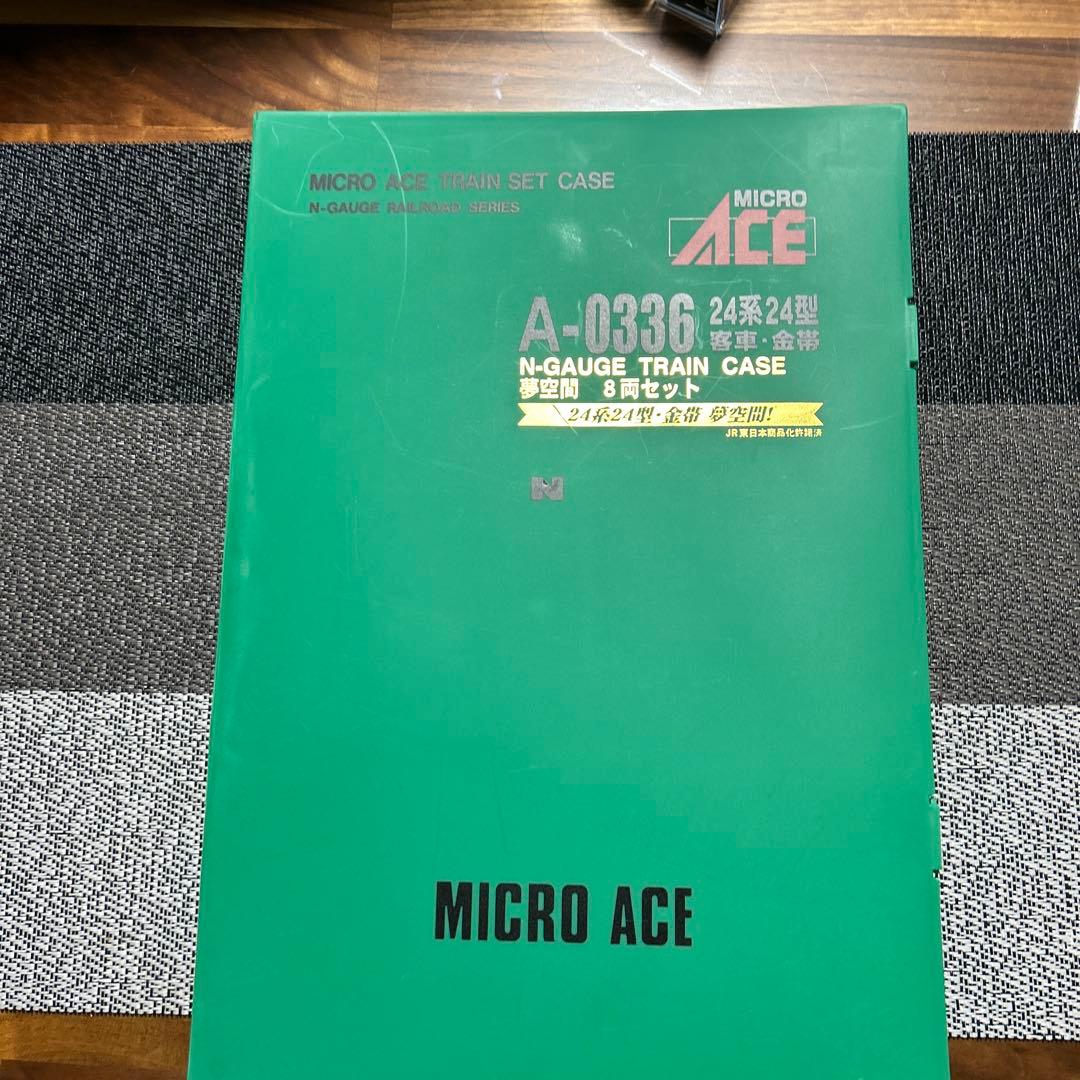 MICRO ACE TRAIN SET CASE
N-GAUGE RAILROAD SERIES
MICRO
ACE
A-0336 24系24型
客車・金帯
N-GAUGE TRAIN CASE
夢空間 8両セット
24系24型・金帯 夢空間!
JR東日本商品化許諾済
N
MICRO ACE